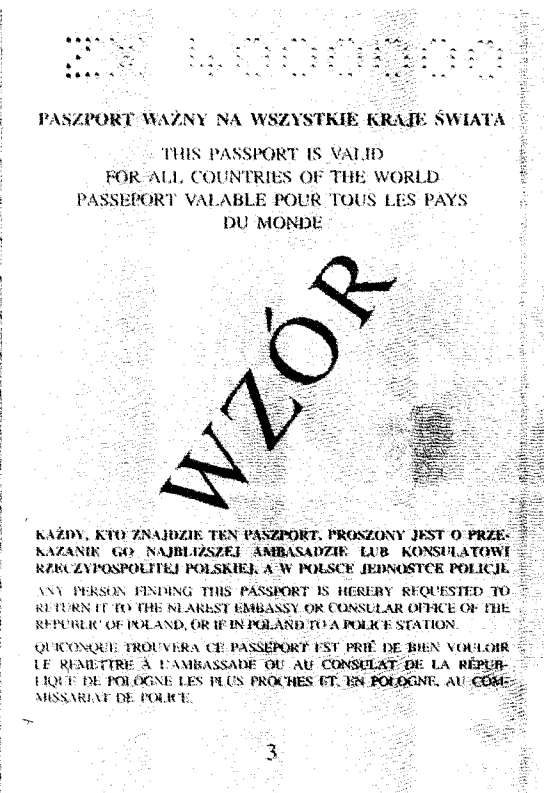 ZX 4000000
PASZPORT WAŻNY NA WSZYSTKIE KRAJE ŚWIATA
THIS PASSPORT IS VALID
FOR ALL COUNTRIES OF THE WORLD
PASSEPORT VALABLE POUR TOUS LES PAYS
DU MONDE
WZÓR
KAŻDY, KTO ZNAJDZIE TEN PASZPORT, PROSZONY JEST O PRZE-
KAZANIE GO NAJBLIŻSZEJ AMBASADZIE LUB KONSULATOWI
RZECZYPOSPOLITEJ POLSKIEJ, A W POLSCE JEDNOSTCE POLICJI.
ANY PERSON FINDING THIS PASSPORT IS HEREBY REQUESTED TO
RETURN IT TO THE NEAREST EMBASSY OR CONSULAR OFFICE OF THE
REPUBLIC OF POLAND, OR IF IN POLAND TO A POLICE STATION.
QUICONQUE TROUVERA CE PASSEPORT EST PRIÉ DE BIEN VOULOIR
LE REMETTRE À L'AMBASSADE OU AU CONSULAT DE LA RÉPUB-
LIQUE DE POLOGNE LES PLUS PROCHES ET, EN POLOGNE, AU COM-
MISSARIAT DE POLICE.
3